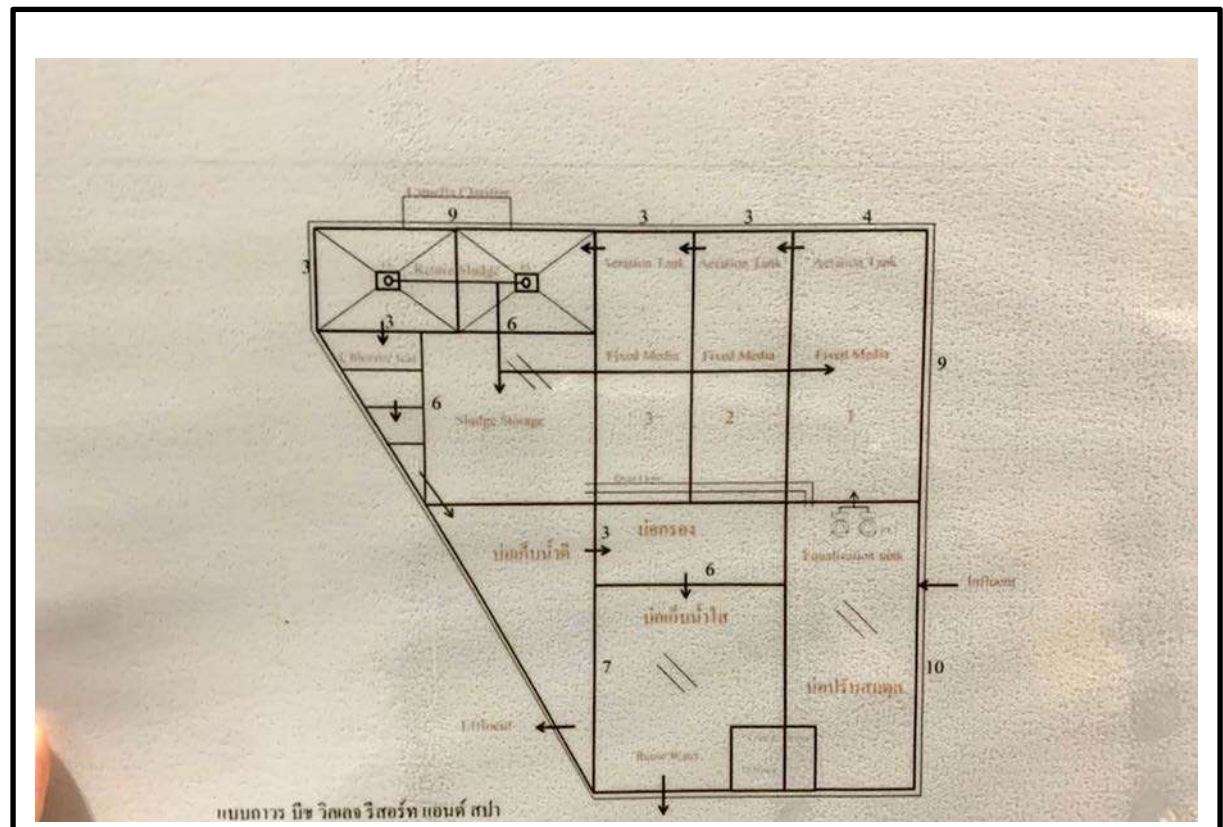 Lamella Clarifier
9 3 3 4
3
Return Sludge
Aeration Tank Aeration Tank Aeration Tank
3 6
Fixed Media Fixed Media Fixed Media
9
6
Sludge Storage
3 2 1
บ่อเก็บน้ำดี
3
บ่อกรอง
Equalization tank
6
Influent
บ่อเก็บน้ำใส
7
บ่อปรับสมดุล
10
Effluent
Reuse Water
แบบถาวร บีช วิลเลจ รีสอร์ท แอนด์ สปา